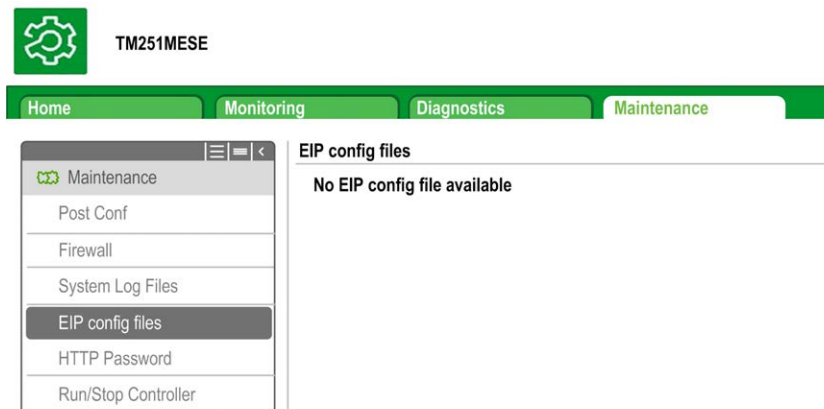 TM251MESE
Home
Monitoring
Diagnostics
Maintenance
Maintenance
Post Conf
Firewall
System Log Files
EIP config files
HTTP Password
Run/Stop Controller
EIP config files
No EIP config file available